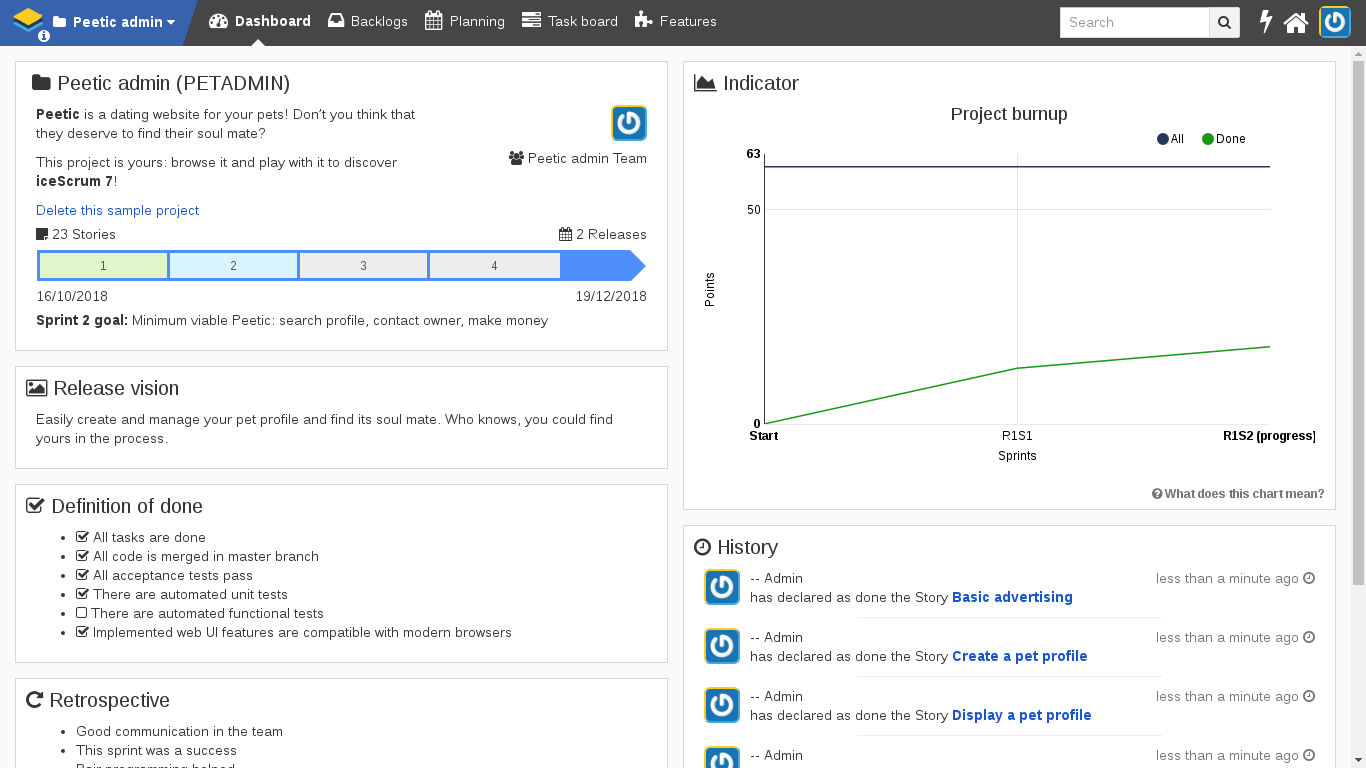 Peetic admin
Dashboard
Backlogs
Planning
Task board
Features
Search
Peetic admin (PETADMIN)
Peetic is a dating website for your pets! Don’t you think that
they deserve to find their soul mate?
This project is yours: browse it and play with it to discover
iceScrum 7!
Peetic admin Team
Delete this sample project
23 Stories
2 Releases
1
2
3
4
16/10/2018
19/12/2018
Sprint 2 goal: Minimum viable Peetic: search profile, contact owner, make money
Release vision
Easily create and manage your pet profile and find its soul mate. Who knows, you could find
yours in the process.
Definition of done
All tasks are done
All code is merged in master branch
All acceptance tests pass
There are automated unit tests
There are automated functional tests
Implemented web UI features are compatible with modern browsers
Retrospective
Good communication in the team
This sprint was a success
Pair programming helped
Indicator
Project burnup
All
Done
63
50
0
Points
Start
R1S1
R1S2 (progress)
Sprints
What does this chart mean?
History
-- Admin
less than a minute ago
has declared as done the Story Basic advertising
-- Admin
less than a minute ago
has declared as done the Story Create a pet profile
-- Admin
less than a minute ago
has declared as done the Story Display a pet profile
-- Admin
less than a minute ago